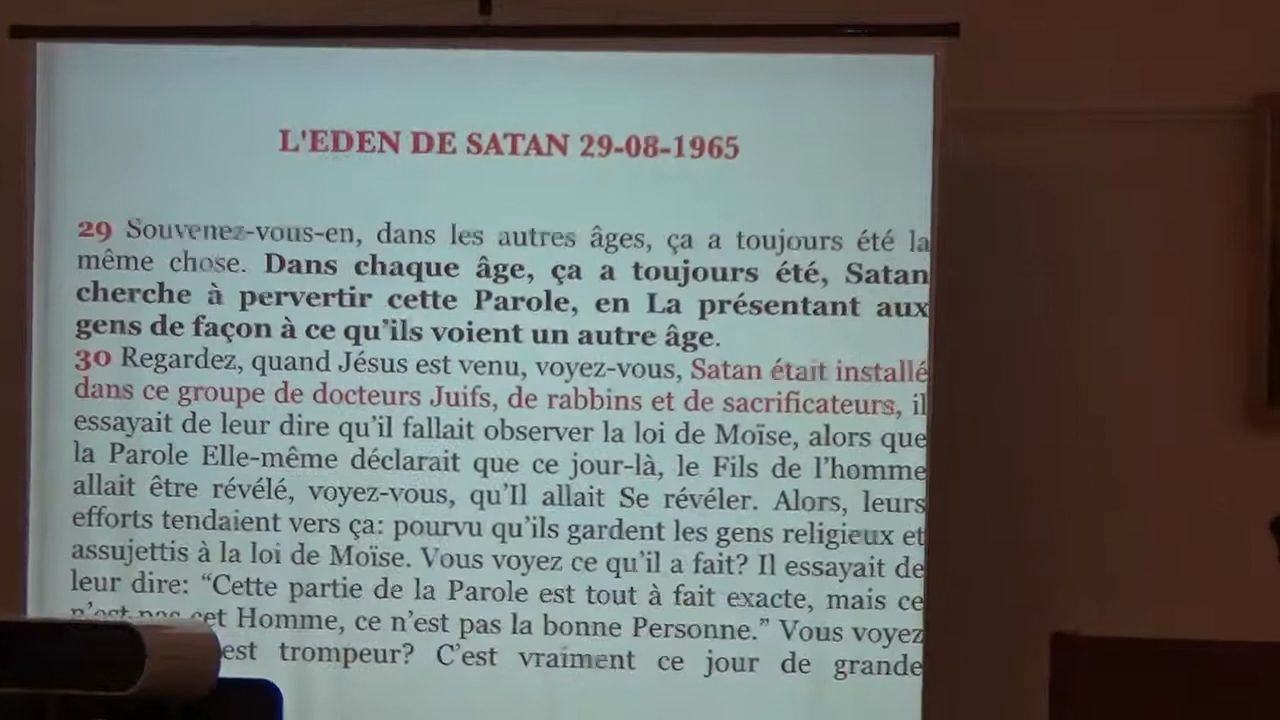 L'EDEN DE SATAN 29-08-1965
29 Souvenez-vous-en, dans les autres âges, ça a toujours été la
même chose. Dans chaque âge, ça a toujours été, Satan
cherche à pervertir cette Parole, en La présentant aux
gens de façon à ce qu'ils voient un autre âge.
30 Regardez, quand Jésus est venu, voyez-vous, Satan était installé
dans ce groupe de docteurs Juifs, de rabbins et de sacrificateurs, il
essayait de leur dire qu’il fallait observer la loi de Moïse, alors que
la Parole Elle-même déclarait que ce jour-là, le Fils de l’homme
allait être révélé, voyez-vous, qu’Il allait Se révéler. Alors, leurs
efforts tendaient vers ça: pourvu qu’ils gardent les gens religieux et
assujettis à la loi de Moïse. Vous voyez ce qu’il a fait? Il essayait de
leur dire: “Cette partie de la Parole est tout à fait exacte, mais ce
n’est pas cet Homme, ce n’est pas la bonne Personne.” Vous voyez
est trompeur? C’est vraiment ce jour de grande